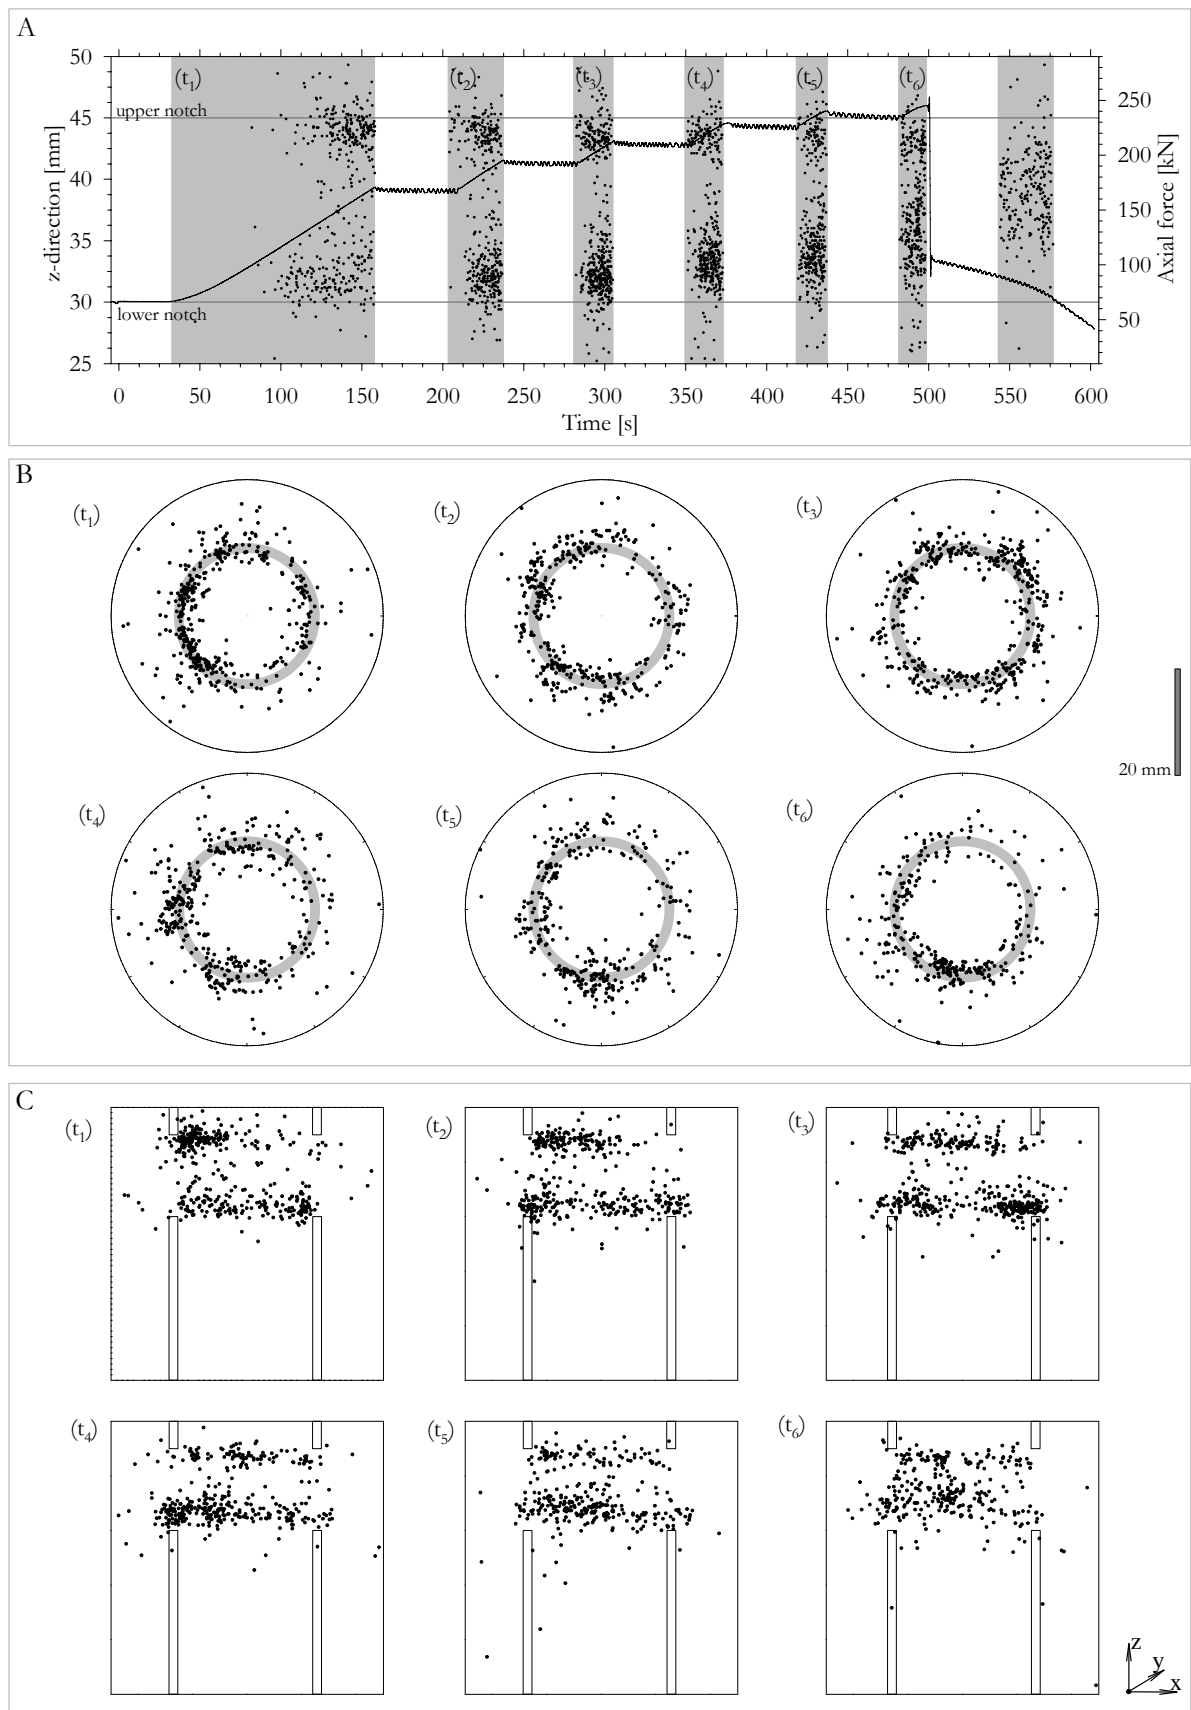 A
(t₁) (t₂) (t₃) (t₄) (t₅) (t₆)
upper notch
lower notch
z-direction [mm]
50
45
40
35
30
25
Axial force [kN]
250
200
150
100
50
0 50 100 150 200 250 300 350 400 450 500 550 600
Time [s]
B
(t₁) (t₂) (t₃)
20 mm
(t₄) (t₅) (t₆)
C
(t₁) (t₂) (t₃)
(t₄) (t₅) (t₆)
z
y
x